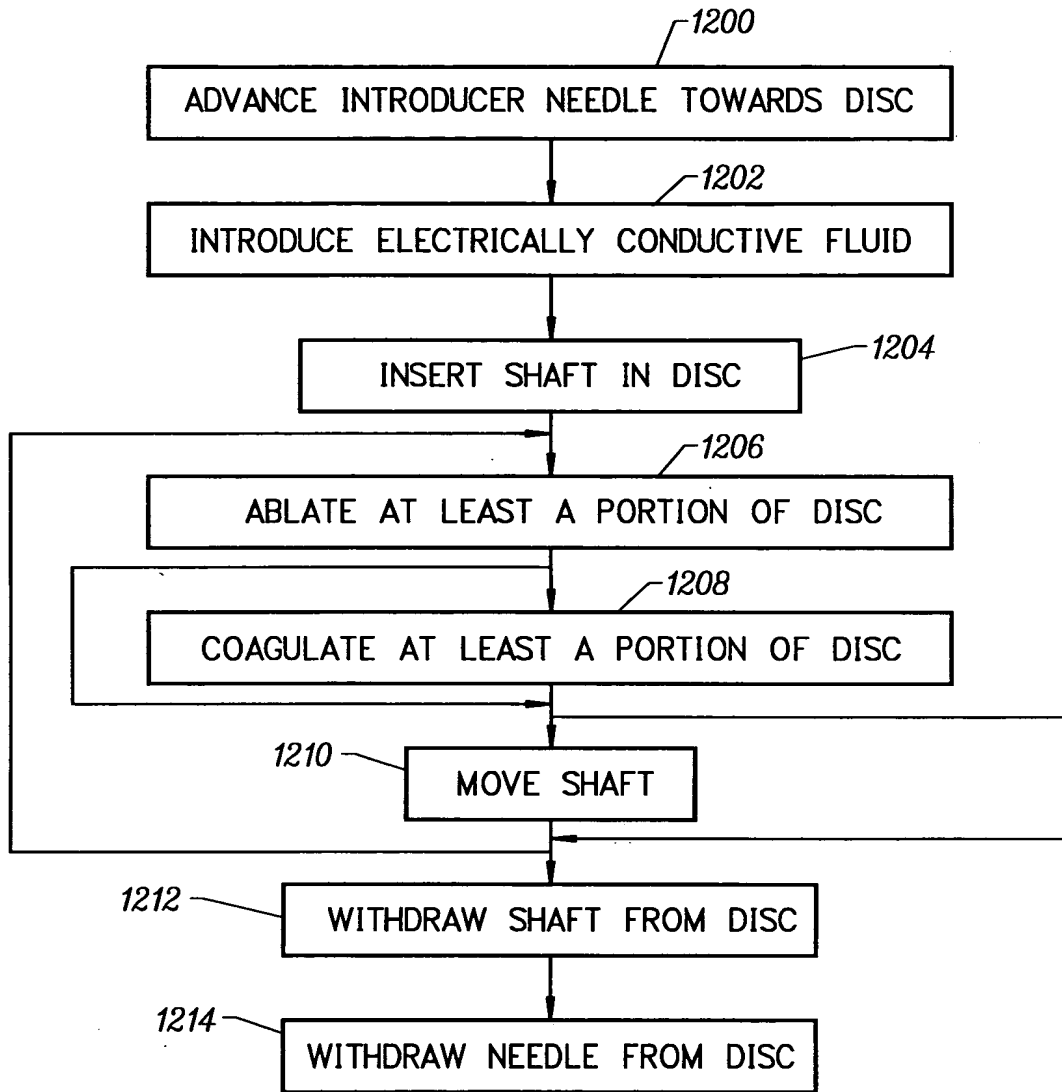 1200
ADVANCE INTRODUCER NEEDLE TOWARDS DISC
1202
INTRODUCE ELECTRICALLY CONDUCTIVE FLUID
1204
INSERT SHAFT IN DISC
1206
ABLATE AT LEAST A PORTION OF DISC
1208
COAGULATE AT LEAST A PORTION OF DISC
1210
MOVE SHAFT
1212
WITHDRAW SHAFT FROM DISC
1214
WITHDRAW NEEDLE FROM DISC